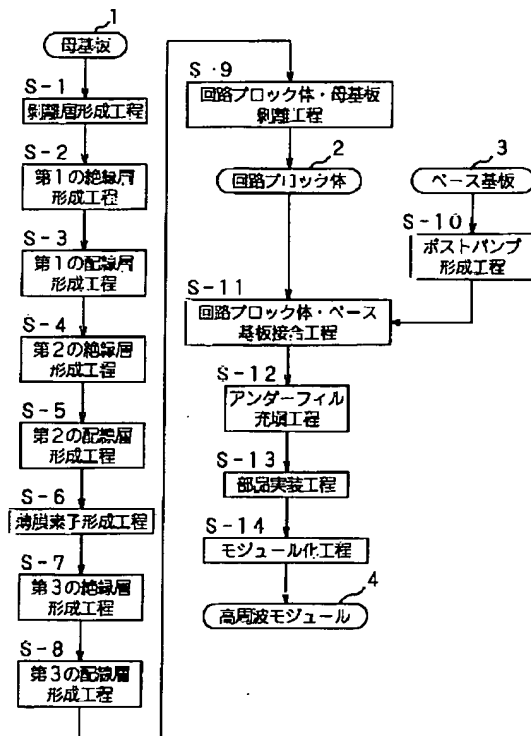 1
母基板
S-1
剝離層形成工程
S-2
第1の絶縁層
形成工程
S-3
第1の配線層
形成工程
S-4
第2の絶縁層
形成工程
S-5
第2の配線層
形成工程
S-6
薄膜素子形成工程
S-7
第3の絶縁層
形成工程
S-8
第3の配線層
形成工程
S-9
回路ブロック体・母基板
剝離工程
2
回路ブロック体
3
ベース基板
S-10
ポストバンプ
形成工程
S-11
回路ブロック体・ベース
基板接合工程
S-12
アンダーフィル
充塡工程
S-13
部品実装工程
S-14
モジュール化工程
4
高周波モジュール